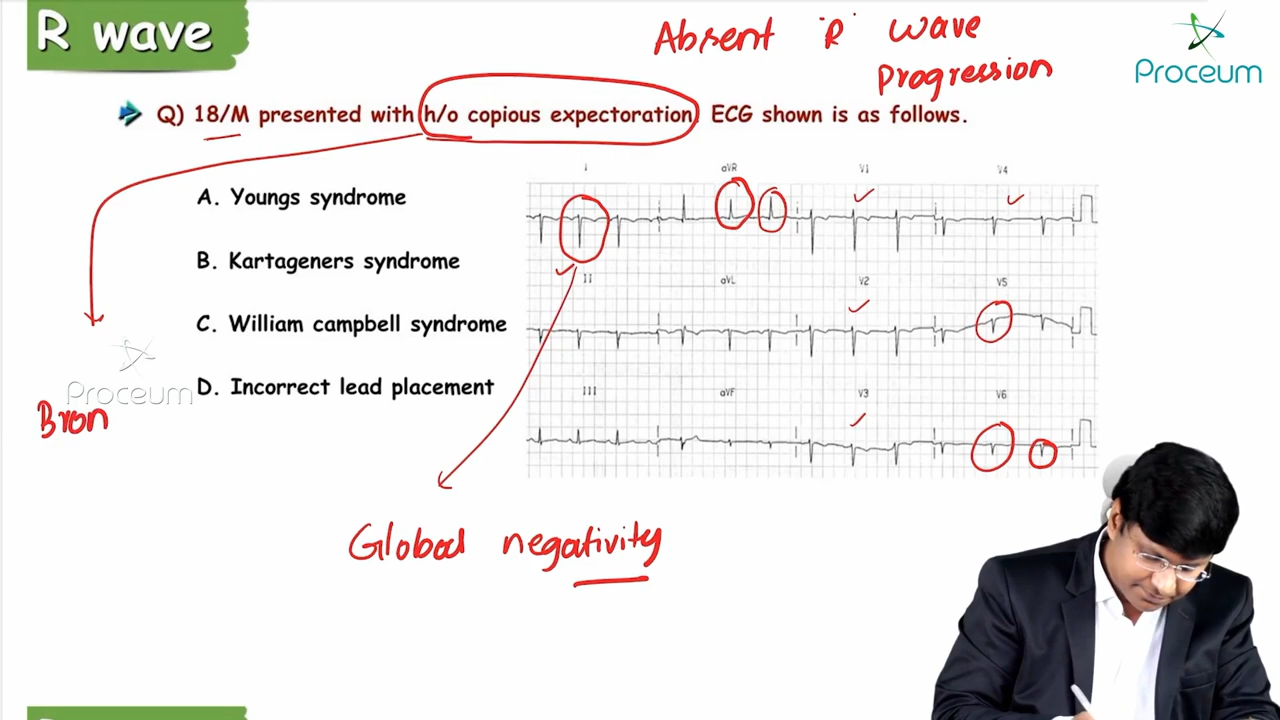 R wave
Absent 'R' wave
Progression
Proceum
Q) 18/M presented with h/o copious expectoration. ECG shown is as follows.
A. Youngs syndrome
B. Kartageners syndrome
C. William campbell syndrome
D. Incorrect lead placement
I aVR V1 V4
II aVL V2 V5
III aVF V3 V6
Proceum
Bron
Global negativity